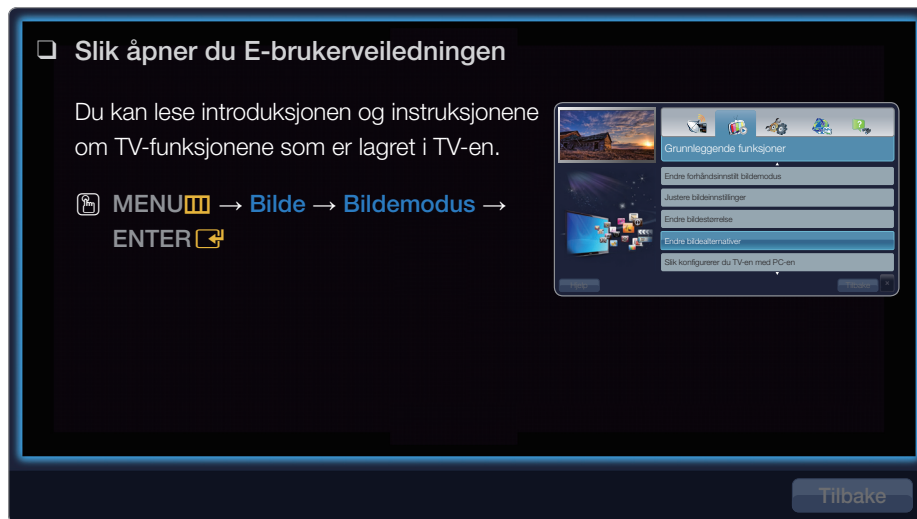 Slik åpner du E-brukerveiledningen
Du kan lese introduksjonen og instruksjonene
om TV-funksjonene som er lagret i TV-en.
MENU → Bilde → Bildemodus →
ENTER
Grunnleggende funksjoner
Endre forhåndsinnstilt bildemodus
Justere bildeinnstillinger
Endre bildestørrelse
Endre bildealternativer
Slik konfigurerer du TV-en med PC-en
Hjelp
Tilbake
Tilbake